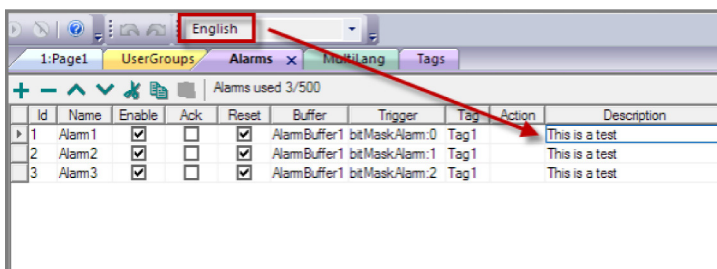 English
1:Page1 UserGroups Alarms x MultiLang Tags
Alarms used 3/500
Id Name Enable Ack Reset Buffer Trigger Tag Action Description
1 Alarm1 AlarmBuffer1 bitMaskAlarm:0 Tag1 This is a test
2 Alarm2 AlarmBuffer1 bitMaskAlarm:1 Tag1 This is a test
3 Alarm3 AlarmBuffer1 bitMaskAlarm:2 Tag1 This is a test